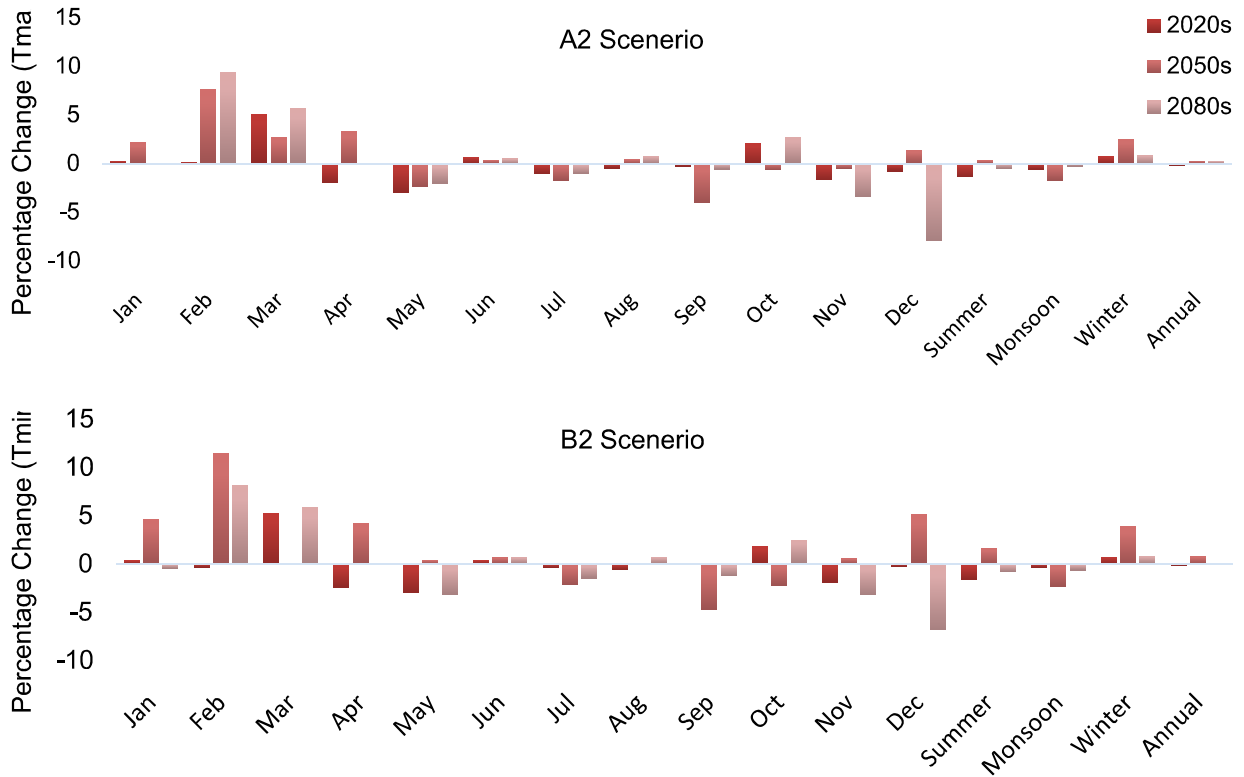 Percentage Change (Tma
15
10
5
0
-5
-10
A2 Scenerio
2020s
2050s
2080s
Jan
Feb
Mar
Apr
May
Jun
Jul
Aug
Sep
Oct
Nov
Dec
Summer
Monsoon
Winter
Annual
Percentage Change (Tmin
15
10
5
0
-5
-10
B2 Scenerio
Jan
Feb
Mar
Apr
May
Jun
Jul
Aug
Sep
Oct
Nov
Dec
Summer
Monsoon
Winter
Annual